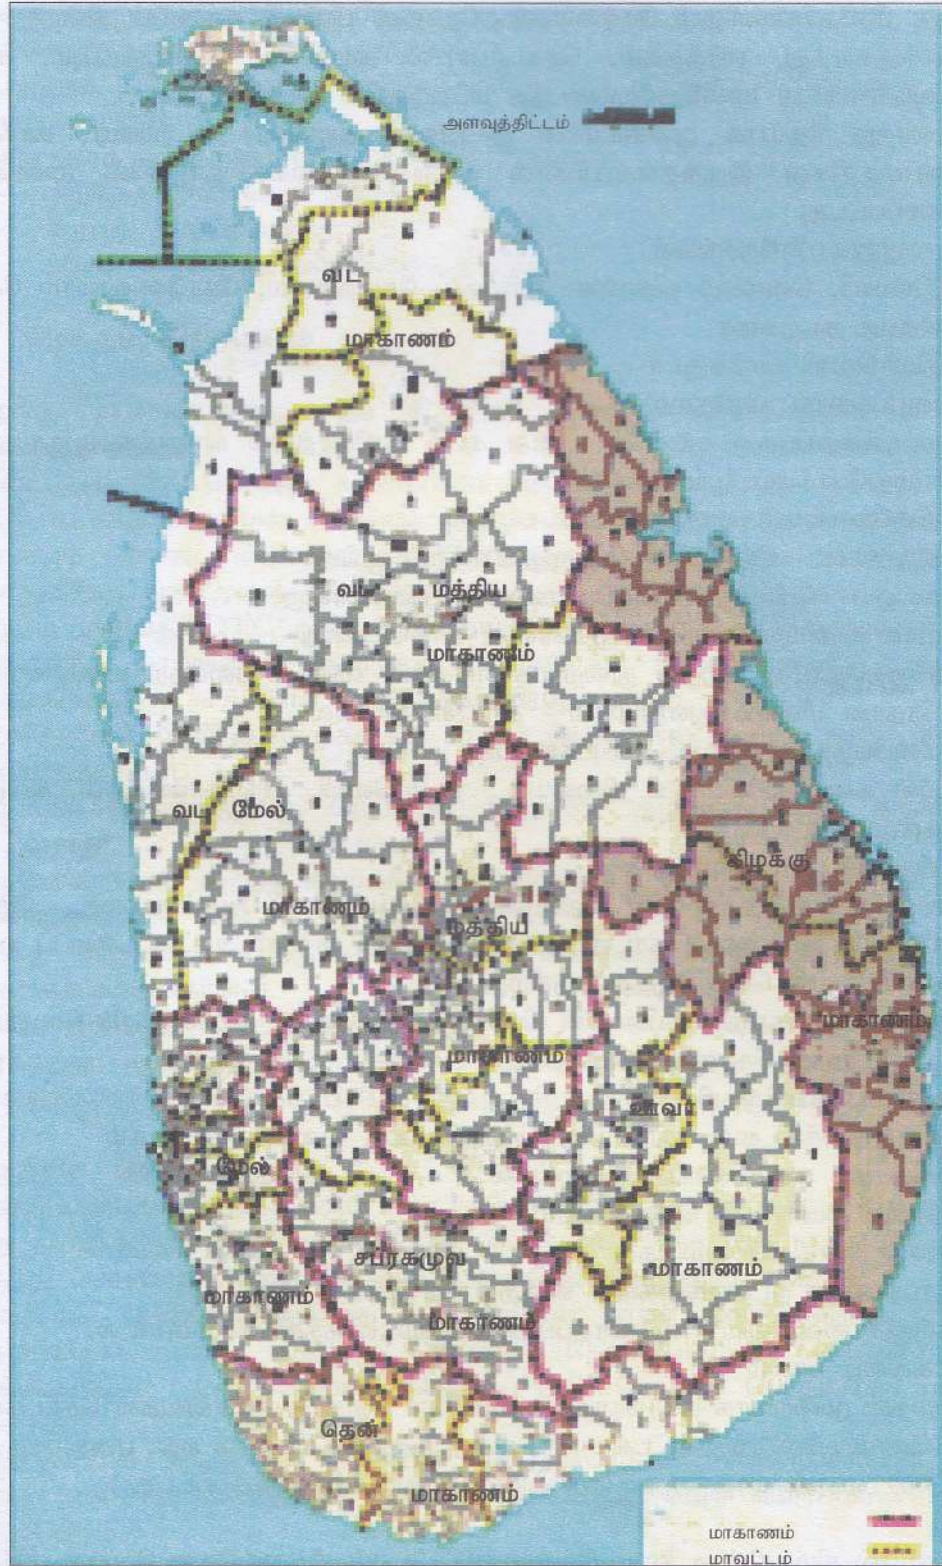 அளவுத்திட்டம்
வட
மாகாணம்
வட மத்திய
மாகாணம்
வட மேல்
மாகாணம்
கிழக்கு
மாகாணம்
மத்திய
மாகாணம்
ஊவா
மாகாணம்
மேல்
மாகாணம்
சப்ரகமுவ
மாகாணம்
தென்
மாகாணம்
மாகாணம்
மாவட்டம்